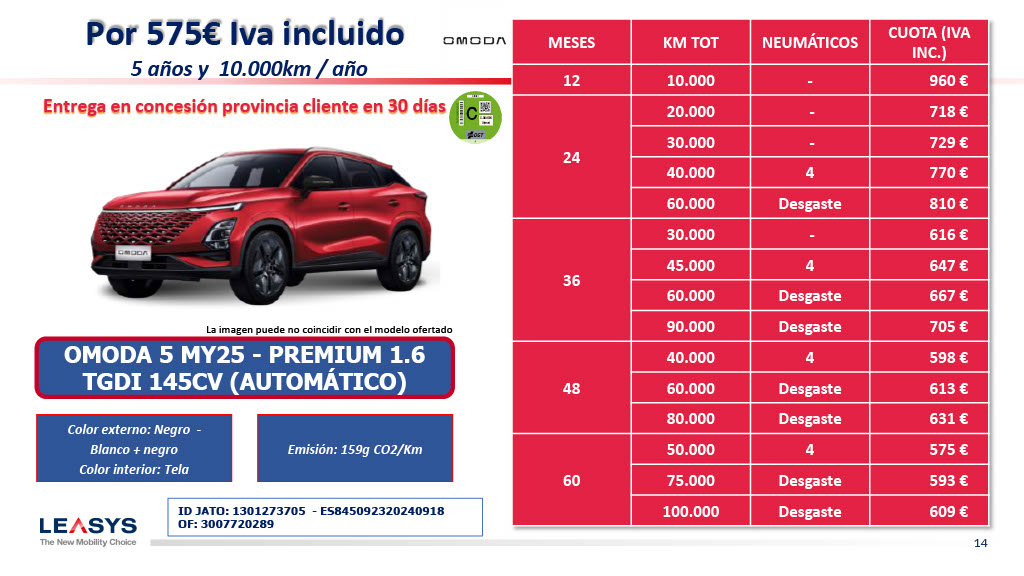 Por 575€ Iva incluido
5 años y 10.000km / año
Entrega en concesión provincia cliente en 30 días
OMODA
C
DGT
OMODA
La imagen puede no coincidir con el modelo ofertado
OMODA 5 MY25 - PREMIUM 1.6
TGDI 145CV (AUTOMÁTICO)
Color externo: Negro -
Blanco + negro
Color interior: Tela
Emisión: 159g CO2/Km
ID JATO: 1301273705 - ES845092320240918
OF: 3007720289
LEASYS
The New Mobility Choice
MESES KM TOT NEUMÁTICOS CUOTA (IVA
INC.)
12 10.000 - 960 €
24
20.000 - 718 €
30.000 - 729 €
40.000 4 770 €
60.000 Desgaste 810 €
36
30.000 - 616 €
45.000 4 647 €
60.000 Desgaste 667 €
90.000 Desgaste 705 €
48
40.000 4 598 €
60.000 Desgaste 613 €
80.000 Desgaste 631 €
60
50.000 4 575 €
75.000 Desgaste 593 €
100.000 Desgaste 609 €
14